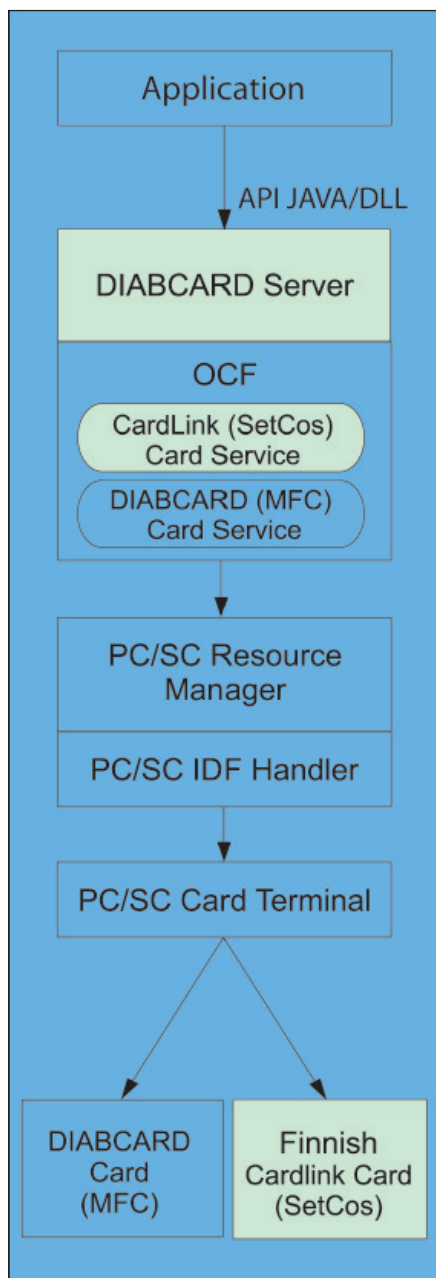 Application
API JAVA/DLL
DIABCARD Server
OCF
CardLink (SetCos)
Card Service
DIABCARD (MFC)
Card Service
PC/SC Resource
Manager
PC/SC IDF Handler
PC/SC Card Terminal
DIABCARD
Card
(MFC)
Finnish
Cardlink Card
(SetCos)